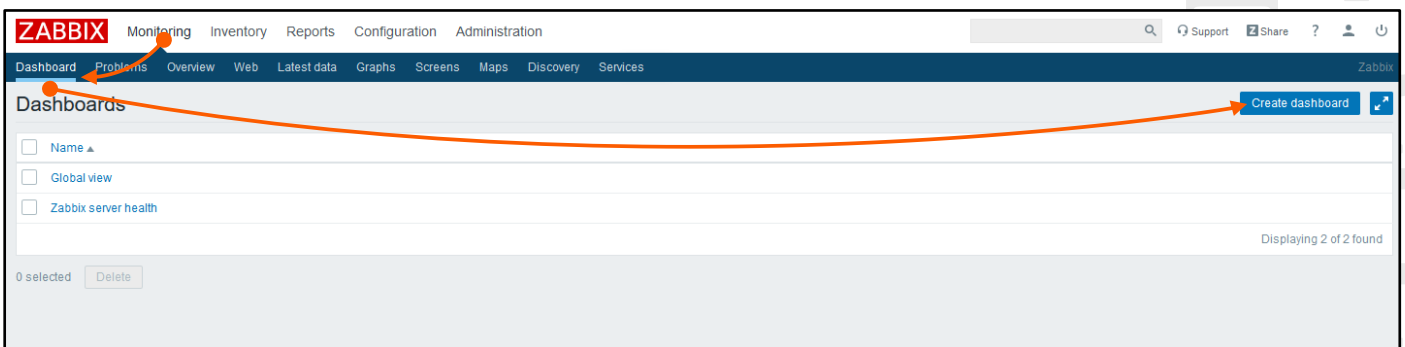 ZABBIX Monitoring Inventory Reports Configuration Administration Support Z Share ?
Dashboard Problems Overview Web Latest data Graphs Screens Maps Discovery Services Zabbix
Dashboards Create dashboard
Name
Global view
Zabbix server health
Displaying 2 of 2 found
0 selected Delete